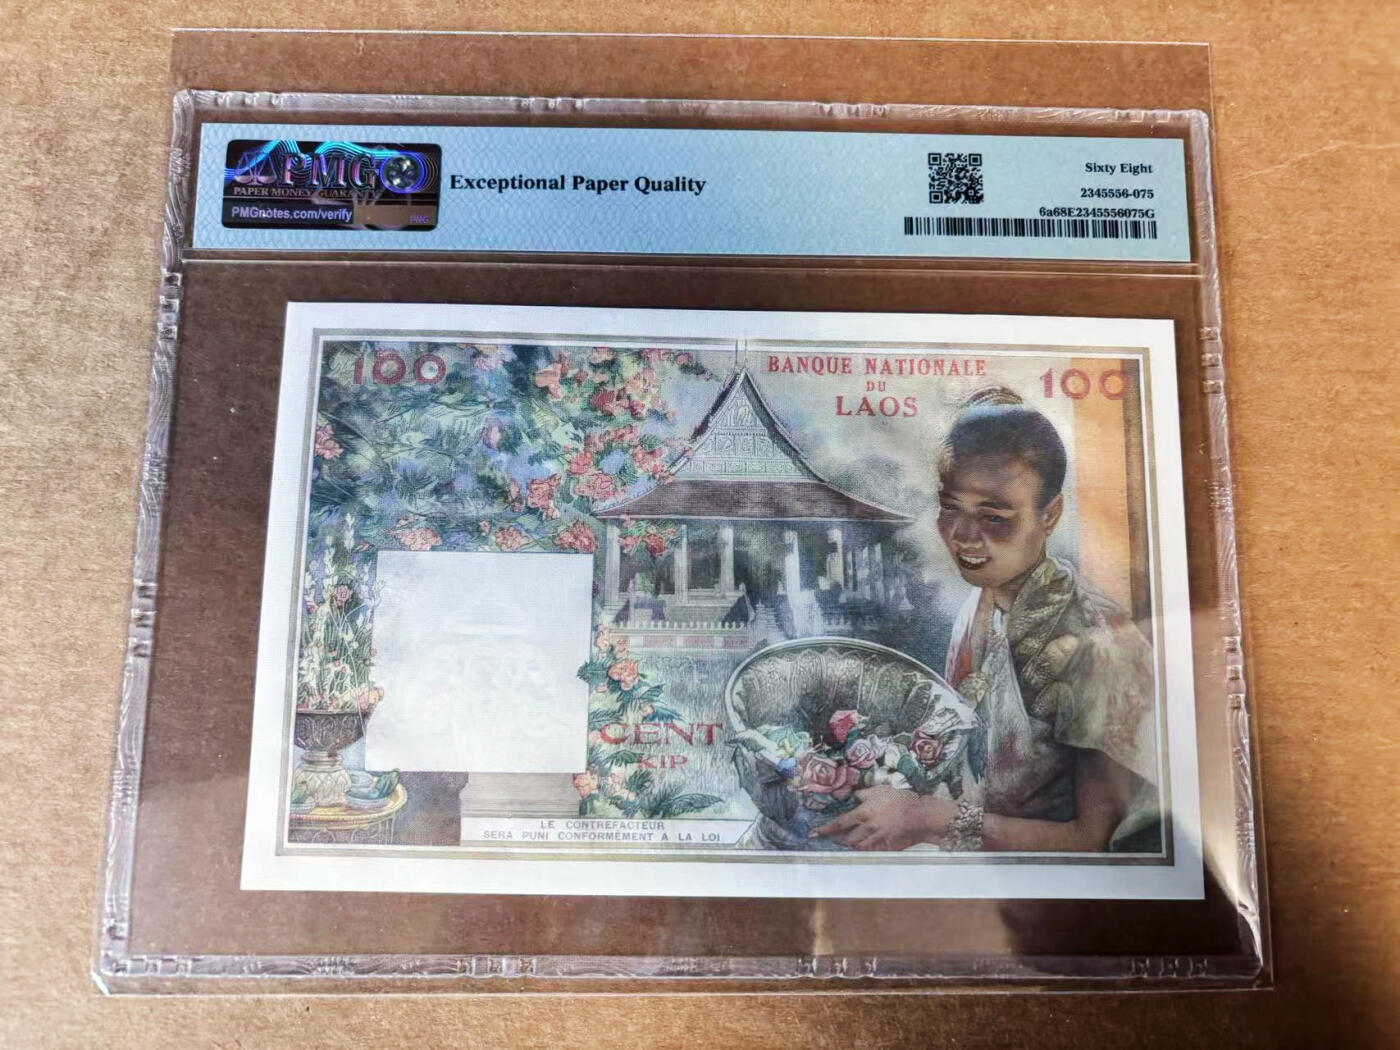 PMG
PAPER MONEY GUARANTY
PMGnotes.com/verify
PMG
Exceptional Paper Quality
Sixty Eight
2345556-075
6a68E2345556075G
100
BANQUE NATIONALE
DU
LAOS
100
CENT
KIP
LE CONTREFACTEUR
SERA PUNI CONFORMÉMENT A LA LOI